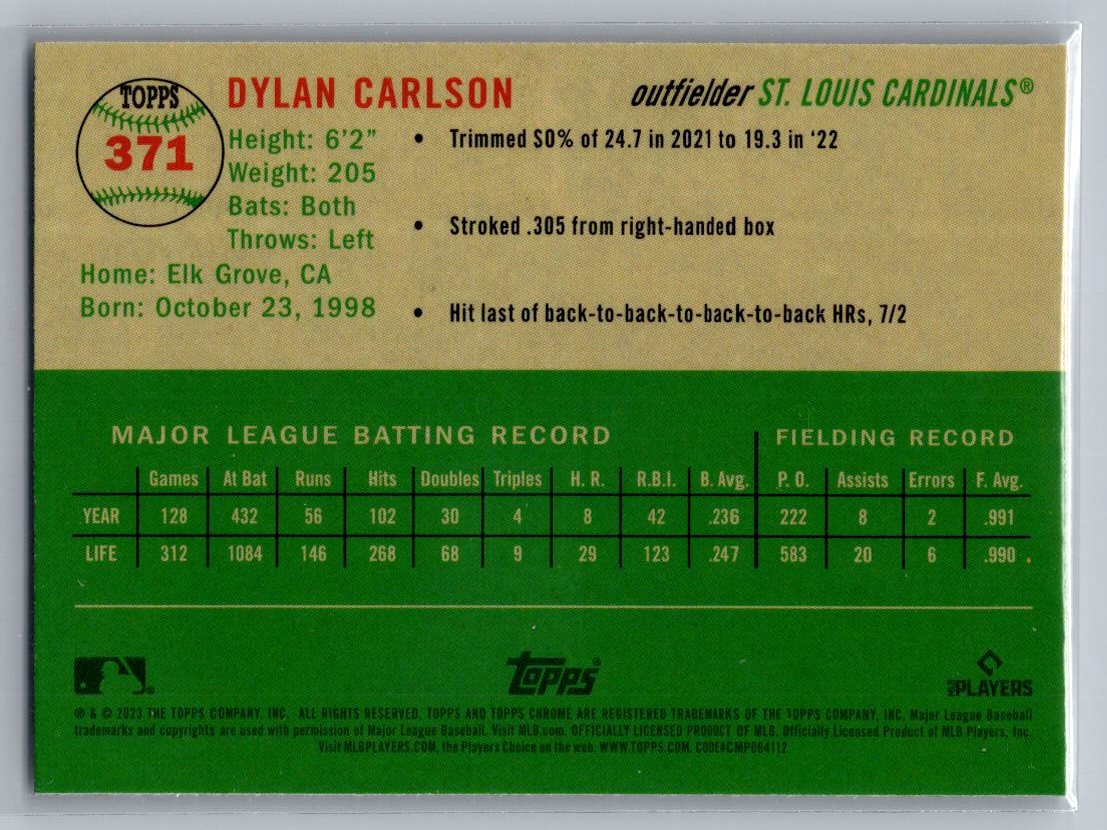 TOPPS
371
DYLAN CARLSON
outfielder ST. LOUIS CARDINALS®
Height: 6'2"
Weight: 205
Bats: Both
Throws: Left
Home: Elk Grove, CA
Born: October 23, 1998
• Trimmed SO% of 24.7 in 2021 to 19.3 in '22
• Stroked .305 from right-handed box
• Hit last of back-to-back-to-back-to-back HRs, 7/2
MAJOR LEAGUE BATTING RECORD FIELDING RECORD
Games At Bat Runs Hits Doubles Triples H. R. R.B.I. B. Avg. P. O. Assists Errors F. Avg.
YEAR 128 432 56 102 30 4 8 42 .236 222 8 2 .991
LIFE 312 1084 146 268 68 9 29 123 .247 583 20 6 .990
topps®
PLAYERS
® & © 2023 THE TOPPS COMPANY, INC. ALL RIGHTS RESERVED. TOPPS AND TOPPS CHROME ARE REGISTERED TRADEMARKS OF THE TOPPS COMPANY, INC. Major League Baseball
trademarks and copyrights are used with permission of Major League Baseball. Visit MLB.com. OFFICIALLY LICENSED PRODUCT OF MLB. Officially Licensed Product of MLB Players, Inc.
Visit MLBPLAYERS.COM, the Players Choice on the web. WWW.TOPPS.COM. CODE#CMP064112